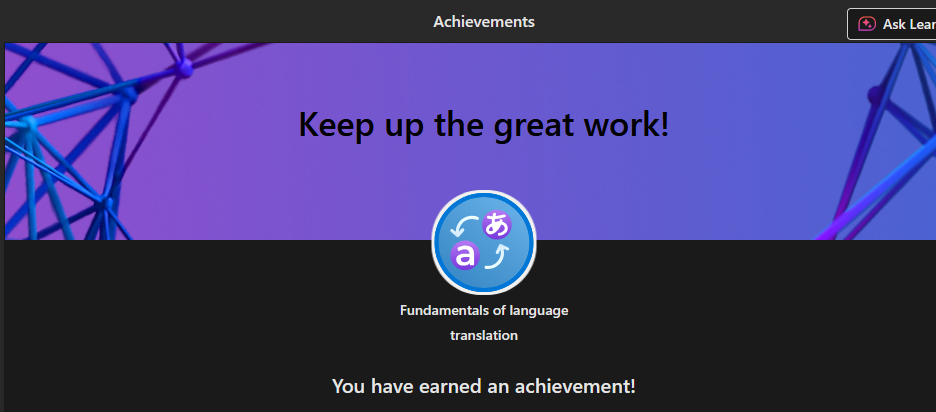 Achievements
Ask Lear
Keep up the great work!
あ
a
Fundamentals of language
translation
You have earned an achievement!